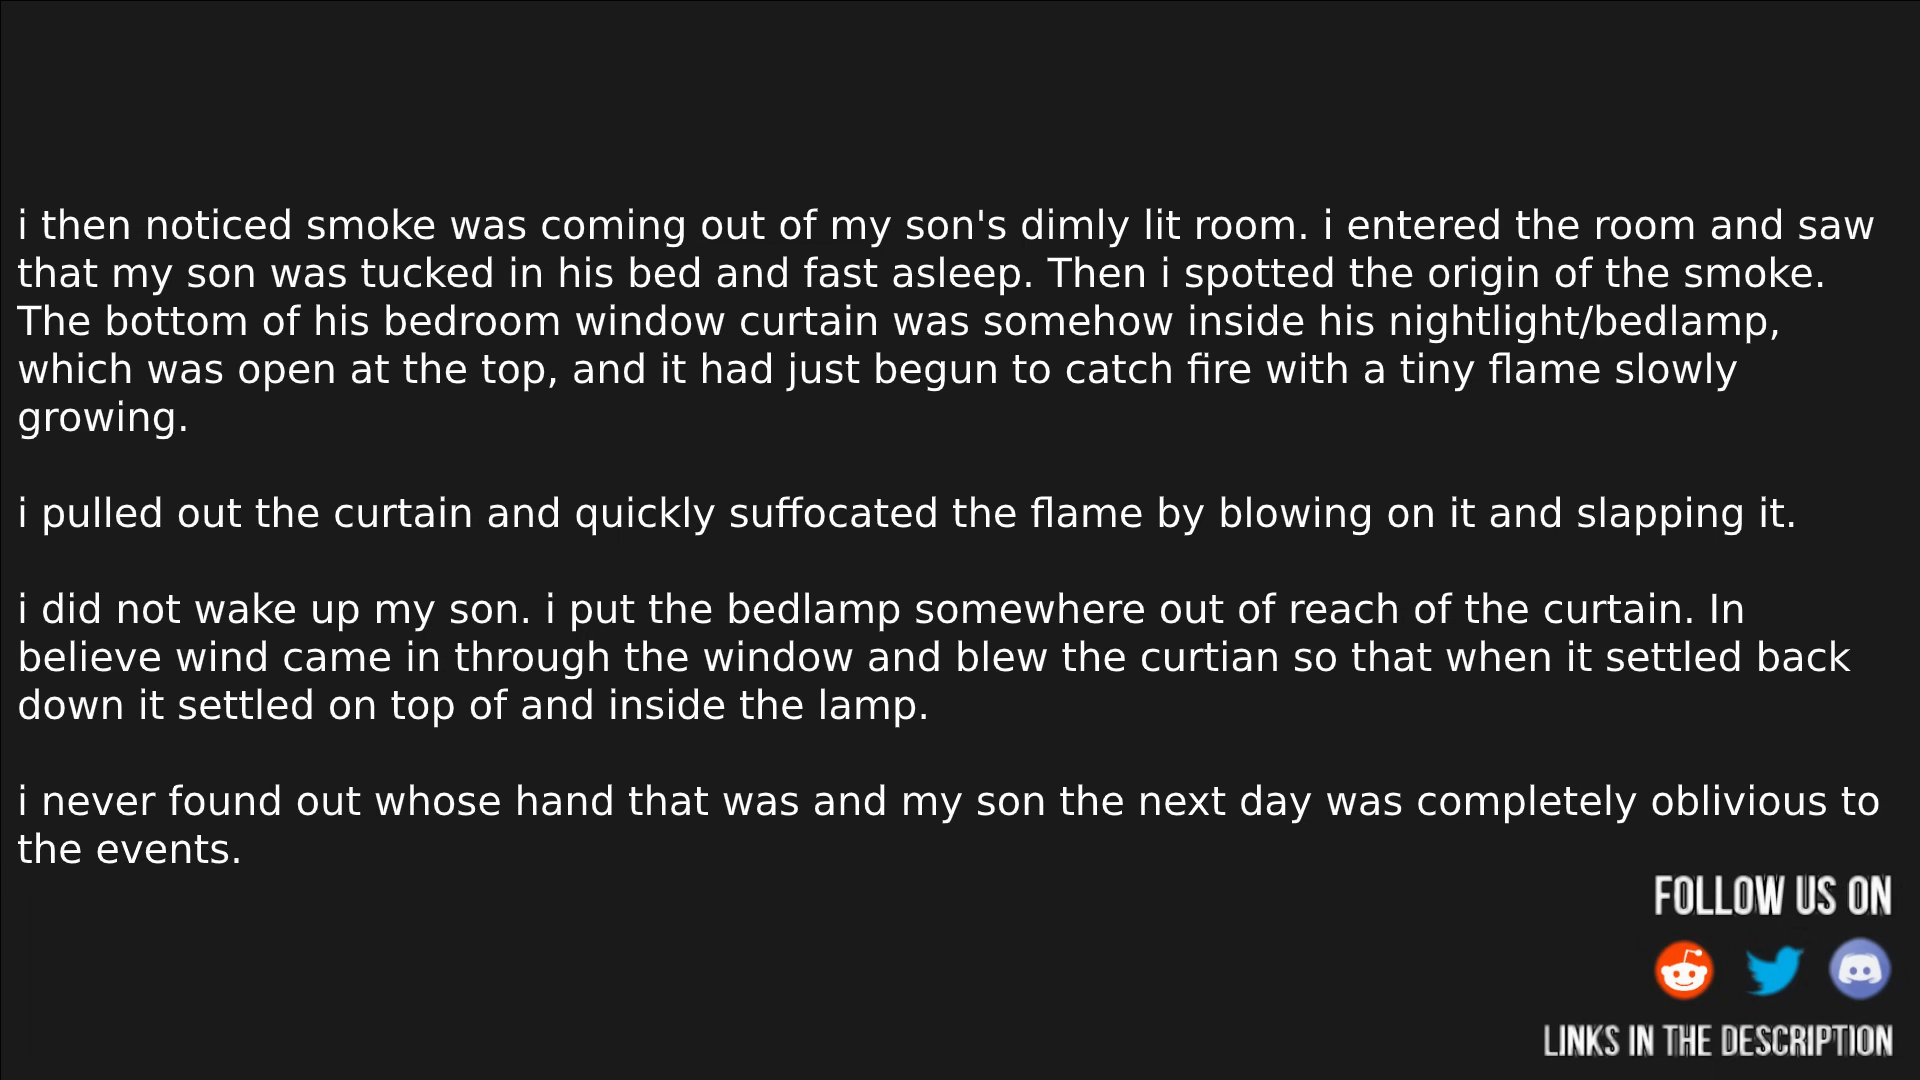 i then noticed smoke was coming out of my son's dimly lit room. i entered the room and saw
that my son was tucked in his bed and fast asleep. Then i spotted the origin of the smoke.
The bottom of his bedroom window curtain was somehow inside his nightlight/bedlamp,
which was open at the top, and it had just begun to catch fire with a tiny flame slowly
growing.
i pulled out the curtain and quickly suffocated the flame by blowing on it and slapping it.
i did not wake up my son. i put the bedlamp somewhere out of reach of the curtain. In
believe wind came in through the window and blew the curtian so that when it settled back
down it settled on top of and inside the lamp.
i never found out whose hand that was and my son the next day was completely oblivious to
the events.
FOLLOW US ON
LINKS IN THE DESCRIPTION